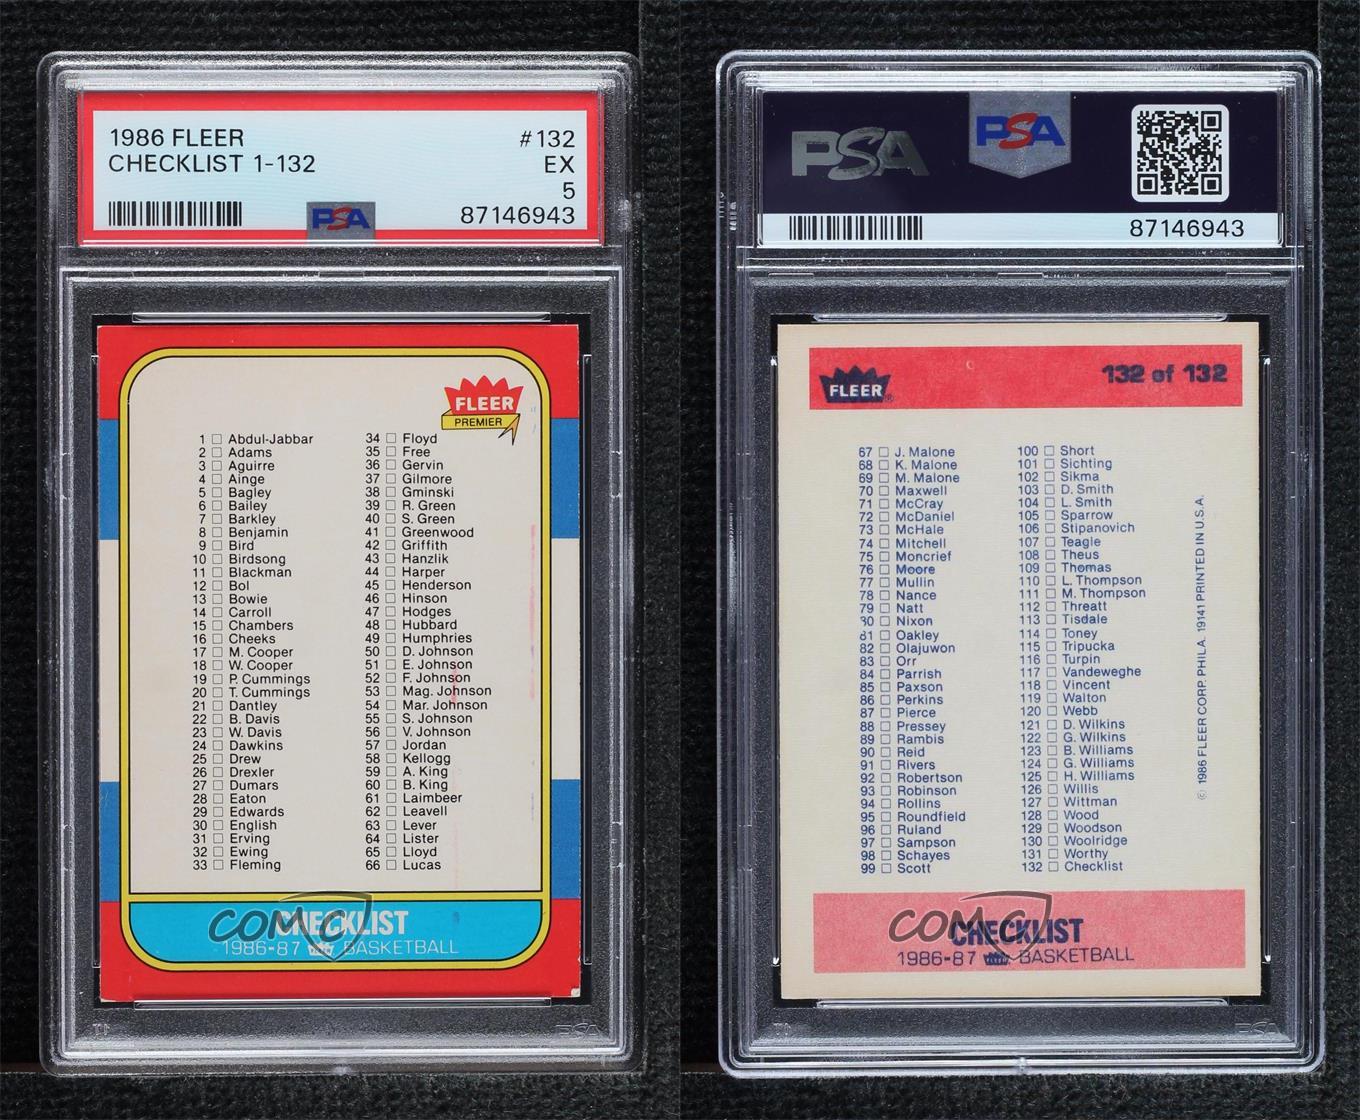 1986 FLEER #132
CHECKLIST 1-132 EX
5
PSA 87146943
FLEER
PREMIER
1 Abdul-Jabbar
2 Adams
3 Aguirre
4 Ainge
5 Bagley
6 Bailey
7 Barkley
8 Benjamin
9 Bird
10 Birdsong
11 Blackman
12 Bol
13 Bowie
14 Carroll
15 Chambers
16 Cheeks
17 M. Cooper
18 W. Cooper
19 P. Cummings
20 T. Cummings
21 Dantley
22 B. Davis
23 W. Davis
24 Dawkins
25 Drew
26 Drexler
27 Dumars
28 Eaton
29 Edwards
30 English
31 Erving
32 Ewing
33 Fleming
34 Floyd
35 Free
36 Gervin
37 Gilmore
38 Gminski
39 R. Green
40 S. Green
41 Greenwood
42 Griffith
43 Hanzlik
44 Harper
45 Henderson
46 Hinson
47 Hodges
48 Hubbard
49 Humphries
50 D. Johnson
51 E. Johnson
52 F. Johnson
53 Mag. Johnson
54 Mar. Johnson
55 S. Johnson
56 V. Johnson
57 Jordan
58 Kellogg
59 A. King
60 B. King
61 Laimbeer
62 Leavell
63 Lever
64 Lister
65 Lloyd
66 Lucas
COMC
CHECKLIST
1986-87 BASKETBALL
PSA
PSA PSA
87146943
FLEER® 132 of 132
67 J. Malone
68 K. Malone
69 M. Malone
70 Maxwell
71 McCray
72 McDaniel
73 McHale
74 Mitchell
75 Moncrief
76 Moore
77 Mullin
78 Nance
79 Natt
80 Nixon
81 Oakley
82 Olajuwon
83 Orr
84 Parrish
85 Paxson
86 Perkins
87 Pierce
88 Pressey
89 Rambis
90 Reid
91 Rivers
92 Robertson
93 Robinson
94 Rollins
95 Roundfield
96 Ruland
97 Sampson
98 Schayes
99 Scott
100 Short
101 Sichting
102 Sikma
103 D. Smith
104 L. Smith
105 Sparrow
106 Stipanovich
107 Teagle
108 Theus
109 Thomas
110 L. Thompson
111 M. Thompson
112 Threatt
113 Tisdale
114 Toney
115 Tripucka
116 Turpin
117 Vandeweghe
118 Vincent
119 Walton
120 Webb
121 D. Wilkins
122 G. Wilkins
123 B. Williams
124 G. Williams
125 H. Williams
126 Willis
127 Wittman
128 Wood
129 Woodson
130 Woolridge
131 Worthy
132 Checklist
© 1986 FLEER CORP. PHILA. 19141 PRINTED IN U.S.A.
COMC
CHECKLIST
1986-87 BASKETBALL
PSA